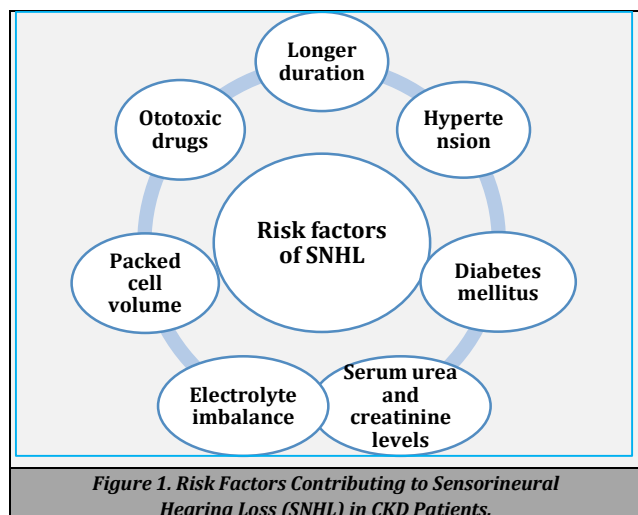 Longer
duration
Hyperte
nsion
Diabetes
mellitus
Serum urea
and
creatinine
levels
Electrolyte
imbalance
Packed
cell
volume
Ototoxic
drugs
Risk factors
of SNHL
Figure 1. Risk Factors Contributing to Sensorineural
Hearing Loss (SNHL) in CKD Patients.